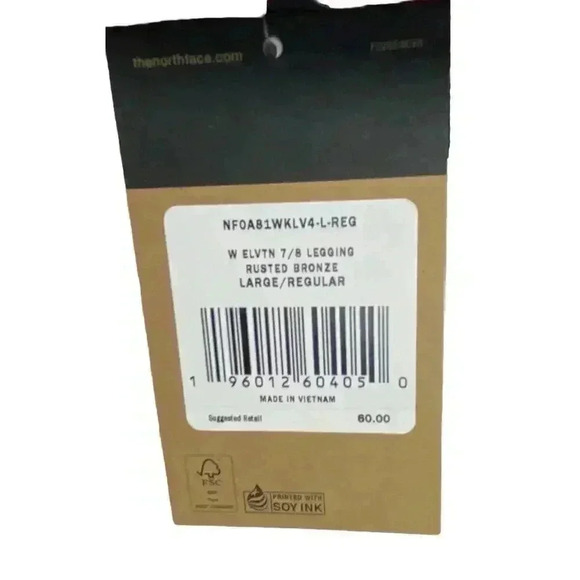 thenorthface.com
NF0A81WKLV4-L-REG
W ELVTN 7/8 LEGGING
RUSTED BRONZE
LARGE/REGULAR
1 96012 60405 0
MADE IN VIETNAM
Suggested Retail 60.00
FSC
PRINTED WITH
SOY INK